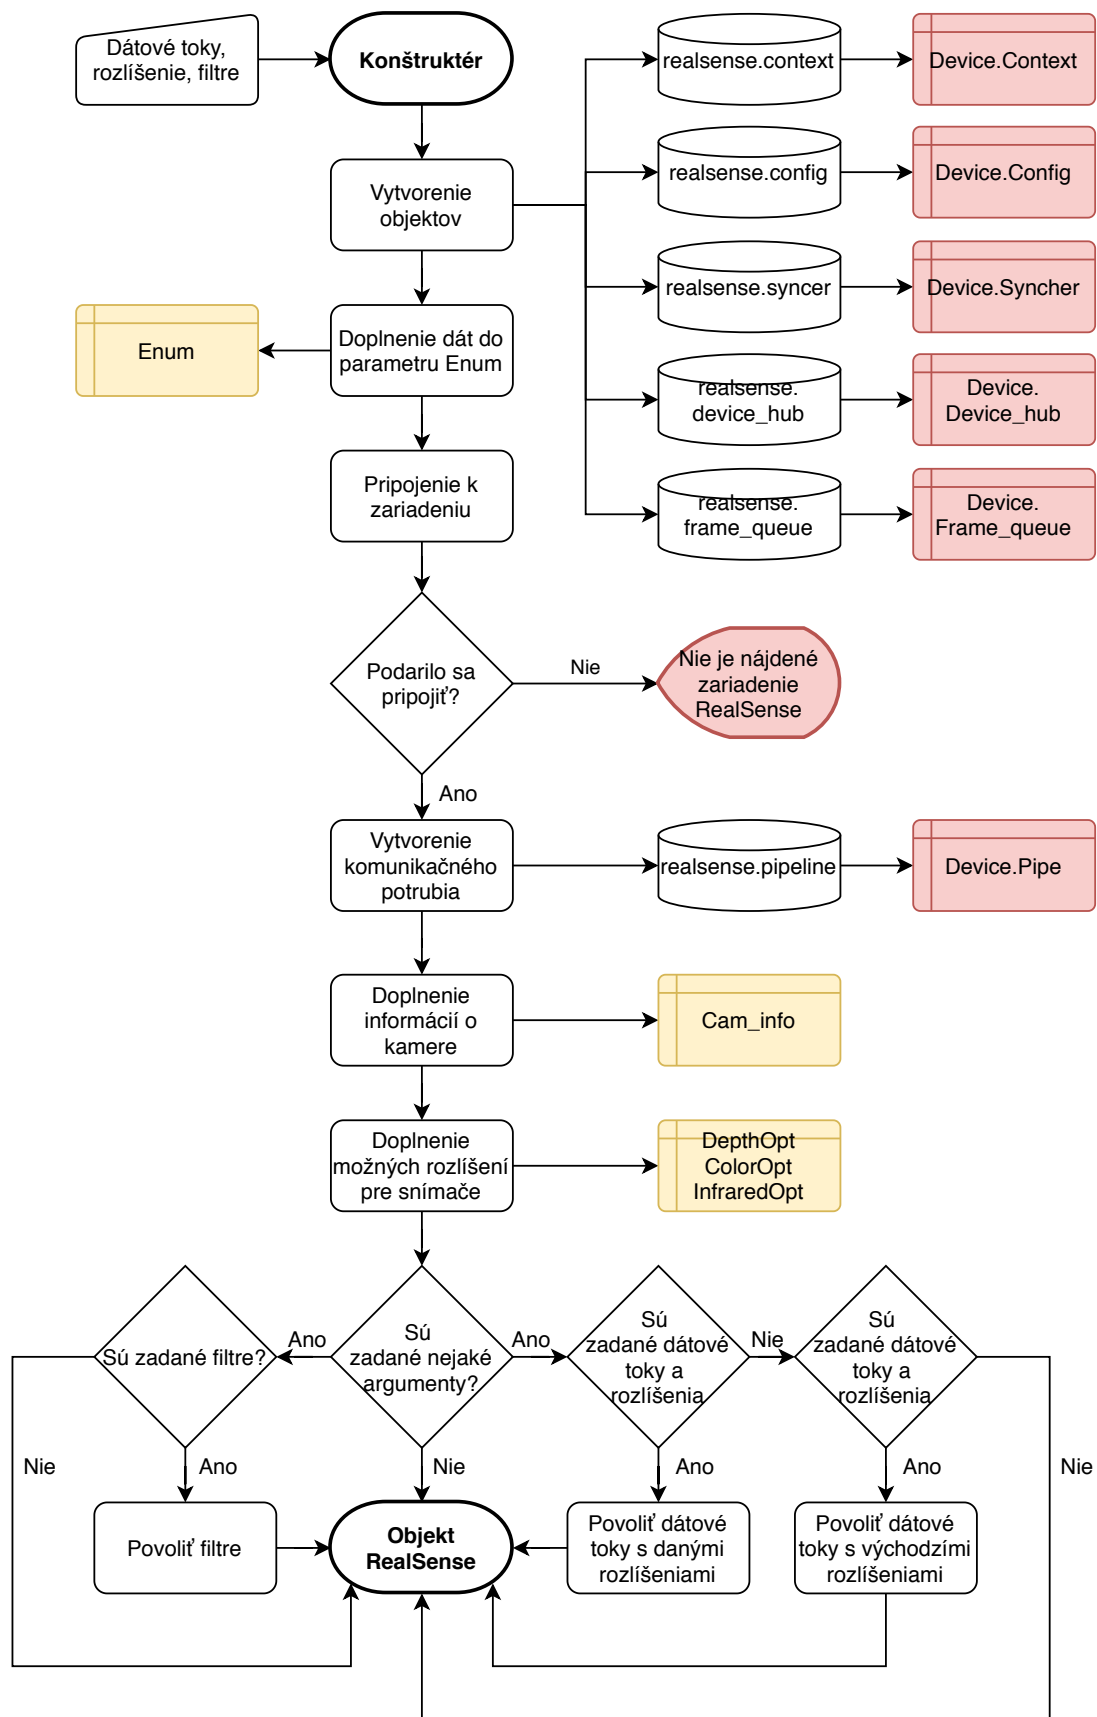 Dátové toky,
rozlíšenie, filtre
Konštruktér
realsense.context
Device.Context
Vytvorenie
objektov
realsense.config
Device.Config
realsense.syncer
Device.Syncher
Enum
Doplnenie dát do
parametru Enum
realsense.
device_hub
Device.
Device_hub
Pripojenie k
zariadeniu
realsense.
frame_queue
Device.
Frame_queue
Podarilo sa
pripojiť?
Nie
Nie je nájdené
zariadenie
RealSense
Ano
Vytvorenie
komunikačného
potrubia
realsense.pipeline
Device.Pipe
Doplnenie
informácií o
kamere
Cam_info
Doplnenie
možných rozlíšení
pre snímače
DepthOpt
ColorOpt
InfraredOpt
Sú zadané filtre?
Ano
Sú
zadané nejaké
argumenty?
Ano
Sú
zadané dátové
toky a
rozlíšenia
Nie
Sú
zadané dátové
toky a
rozlíšenia
Nie
Ano
Nie
Ano
Ano
Nie
Povoliť filtre
Objekt
RealSense
Povoliť dátové
toky s danými
rozlíšeniami
Povoliť dátové
toky s východzími
rozlíšeniami